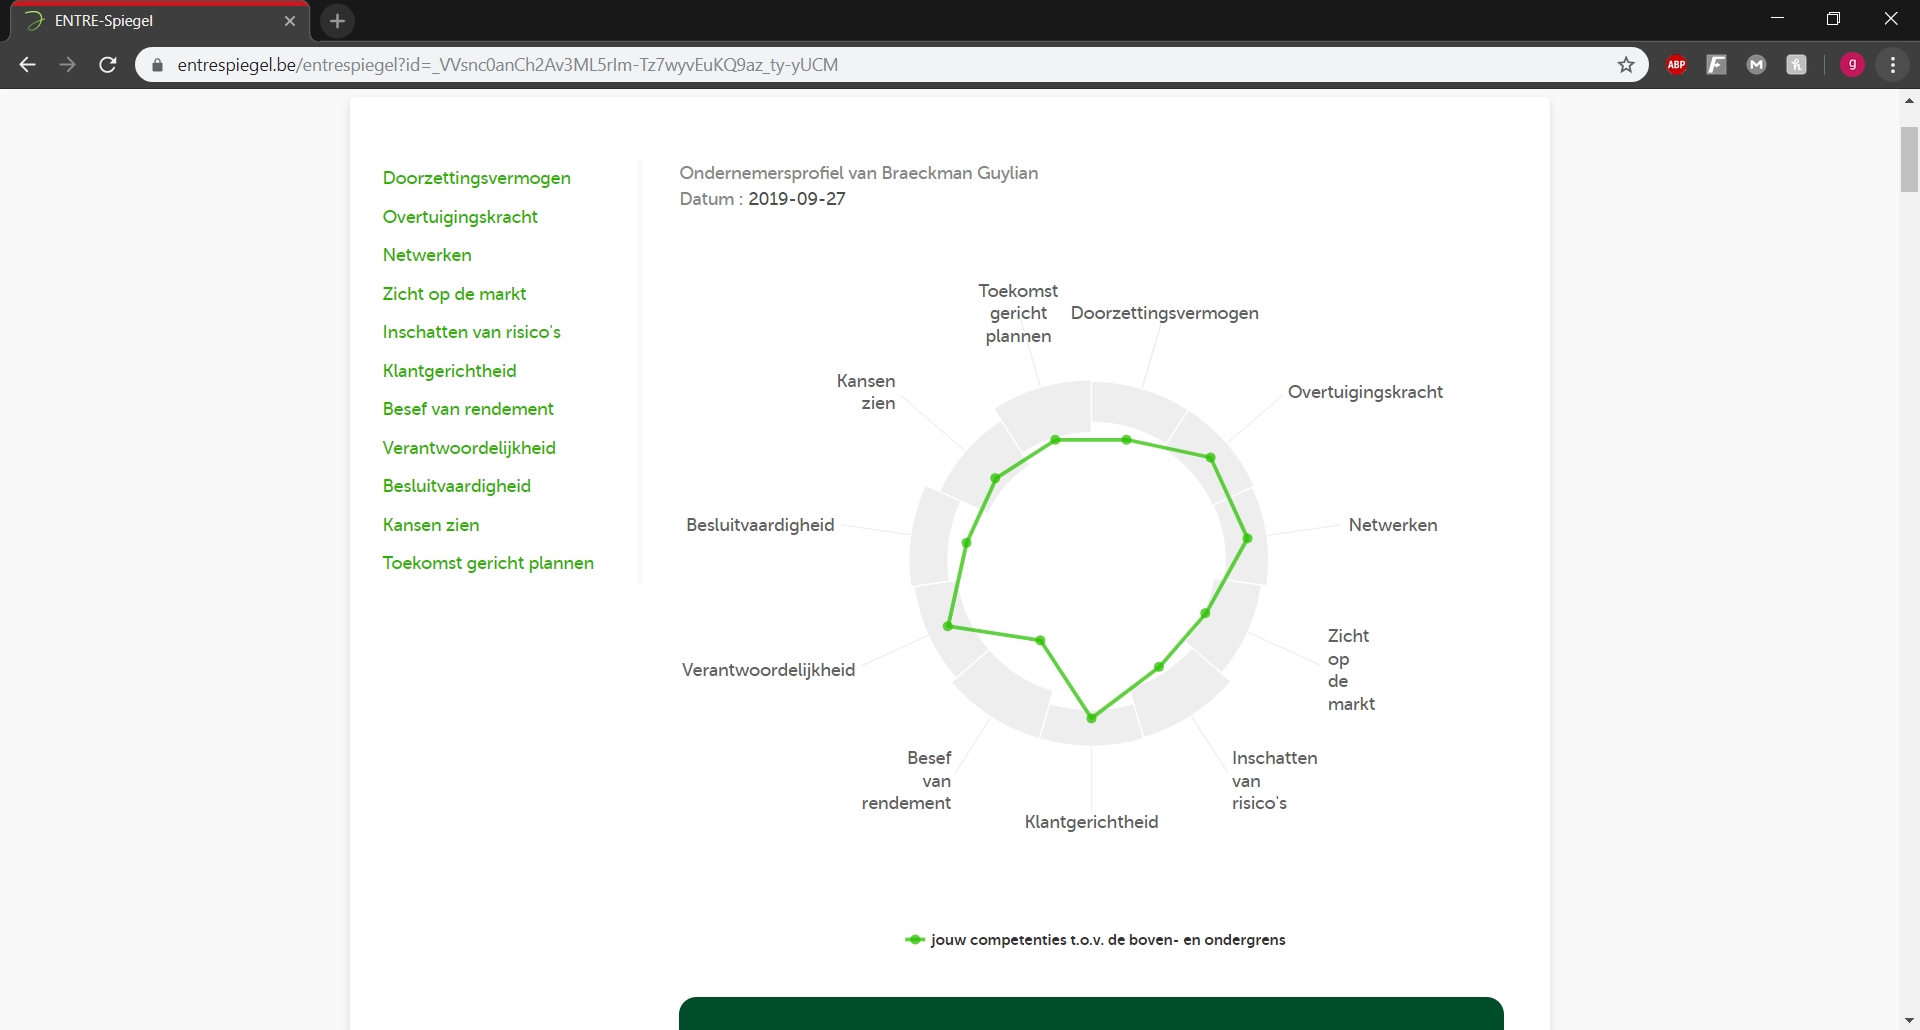 ENTRE-Spiegel
entrespiegel.be/entrespiegel?id=_VVsnc0anCh2Av3ML5rIm-Tz7wyvEuKQ9az_ty-yUCM
ABP
g
Doorzettingsvermogen
Overtuigingskracht
Netwerken
Zicht op de markt
Inschatten van risico's
Klantgerichtheid
Besef van rendement
Verantwoordelijkheid
Besluitvaardigheid
Kansen zien
Toekomst gericht plannen
Ondernemersprofiel van Braeckman Guylian
Datum : 2019-09-27
Toekomst
gericht
plannen
Doorzettingsvermogen
Kansen
zien
Overtuigingskracht
Besluitvaardigheid
Netwerken
Verantwoordelijkheid
Zicht
op
de
markt
Besef
van
rendement
Inschatten
van
risico's
Klantgerichtheid
jouw competenties t.o.v. de boven- en ondergrens